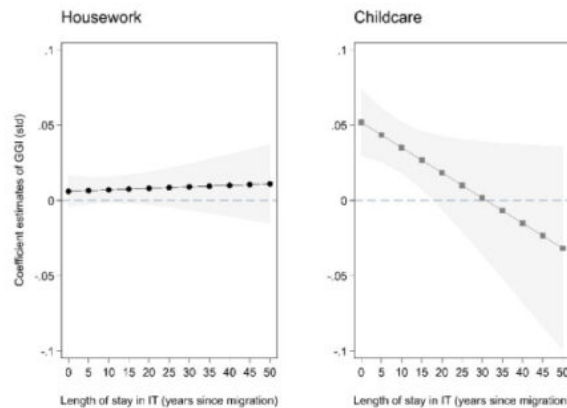 Housework
Coefficient estimates of GGI (std)
.1
.05
0
-.05
-.1
0 5 10 15 20 25 30 35 40 45 50
Length of stay in IT (years since migration)
Childcare
.1
.05
0
-.05
-.1
0 5 10 15 20 25 30 35 40 45 50
Length of stay in IT (years since migration)